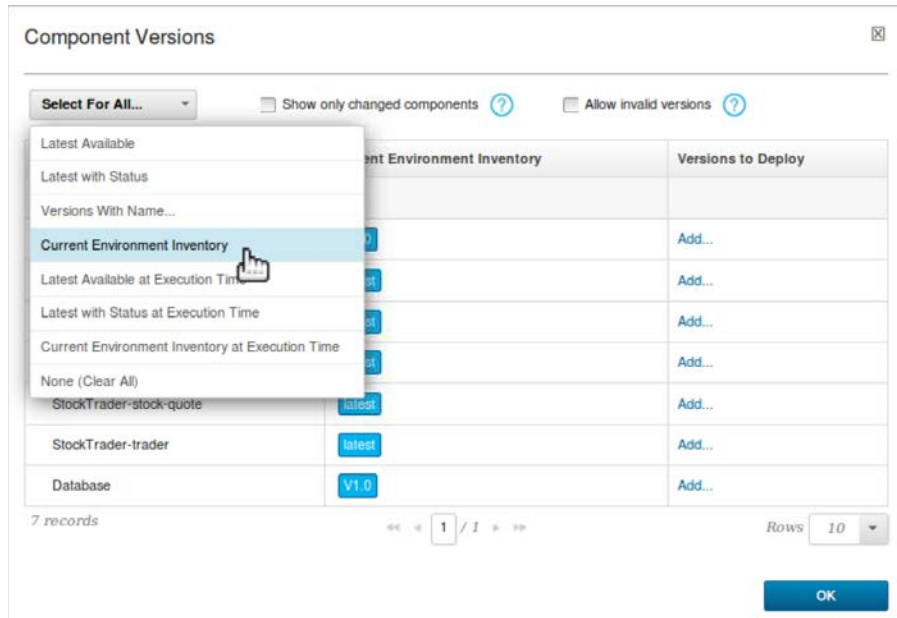 Component Versions
Select For All...
Show only changed components ?
Allow invalid versions ?
Latest Available
Latest with Status
Versions With Name...
Current Environment Inventory
Latest Available at Execution Time
Latest with Status at Execution Time
Current Environment Inventory at Execution Time
None (Clear All)
Environment Inventory
Versions to Deploy
Add...
Add...
Add...
Add...
StockTrader-stock-quote latest Add...
StockTrader-trader latest Add...
Database V1.0 Add...
7 records
1 / 1
Rows 10
OK